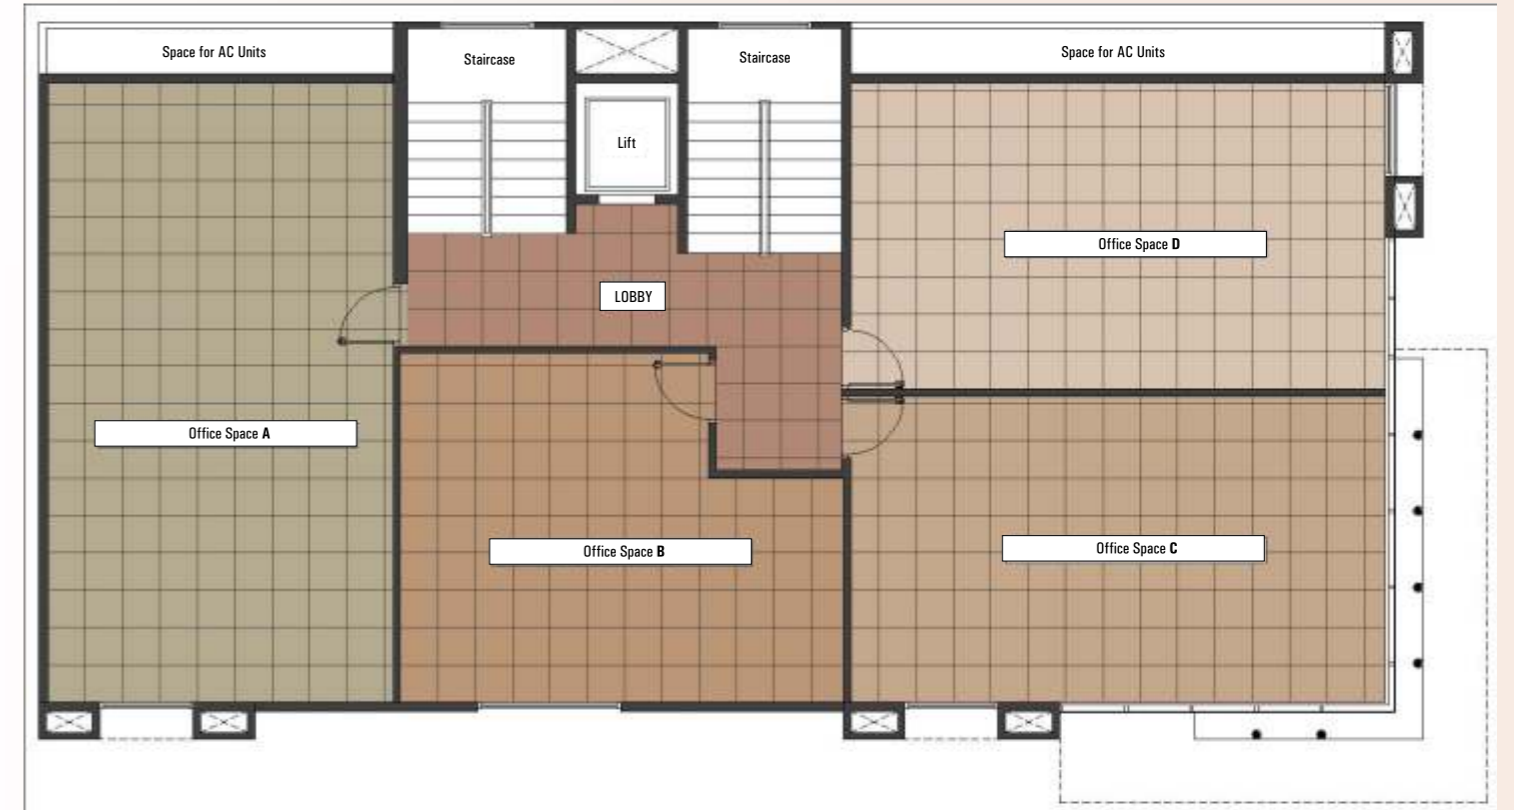 Space for AC Units
Staircase
Staircase
Space for AC Units
Lift
Office Space D
LOBBY
Office Space A
Office Space B
Office Space C